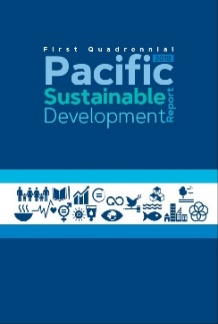 First Quadrennial
Pacific 2018
Sustainable
Development
Report